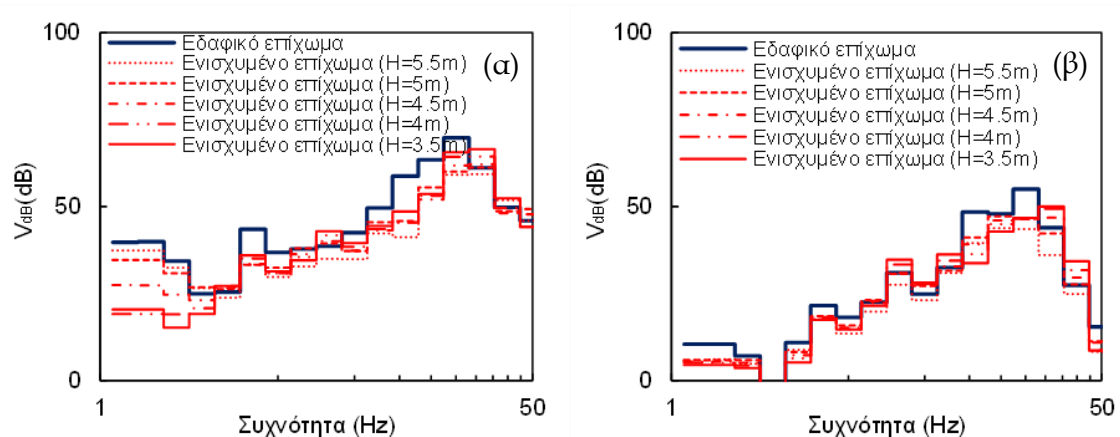 100
Εδαφικό επίχωμα
Ενισχυμένο επίχωμα (H=5.5m)
Ενισχυμένο επίχωμα (H=5m)
Ενισχυμένο επίχωμα (H=4.5m)
Ενισχυμένο επίχωμα (H=4m)
Ενισχυμένο επίχωμα (H=3.5m)
(α)
VdB(dB)
50
0
1
50
Συχνότητα (Hz)
100
Εδαφικό επίχωμα
Ενισχυμένο επίχωμα (H=5.5m)
Ενισχυμένο επίχωμα (H=5m)
Ενισχυμένο επίχωμα (H=4.5m)
Ενισχυμένο επίχωμα (H=4m)
Ενισχυμένο επίχωμα (H=3.5m)
(β)
VdB(dB)
50
0
1
50
Συχνότητα (Hz)